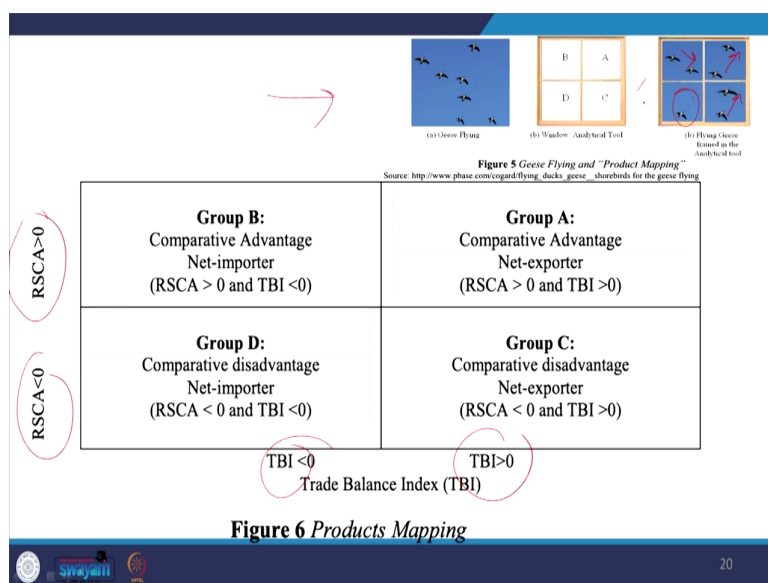 B
A
D
C
(a) Geese Flying
(b) Window Analytical Tool
(b) Flying Geese
framed in the
Analytical tool
Figure 5 Geese Flying and "Product Mapping"
Source: http://www.pbase.com/cogard/flying_ducks_geese__shorebirds for the geese flying
RSCA>0
Group B:
Comparative Advantage
Net-importer
(RSCA > 0 and TBI <0)
Group A:
Comparative Advantage
Net-exporter
(RSCA > 0 and TBI >0)
RSCA<0
Group D:
Comparative disadvantage
Net-importer
(RSCA < 0 and TBI <0)
Group C:
Comparative disadvantage
Net-exporter
(RSCA < 0 and TBI >0)
TBI <0
TBI>0
Trade Balance Index (TBI)
Figure 6 Products Mapping
swayam
20